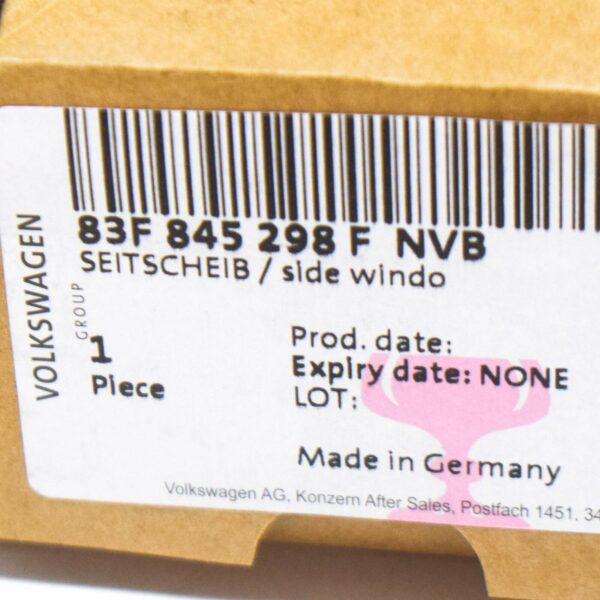 83F 845 298 F NVB
SEITSCHEIB / side windo
VOLKSWAGEN
GROUP
1
Piece
Prod. date:
Expiry date: NONE
LOT:
Made in Germany
Volkswagen AG, Konzern After Sales, Postfach 1451, 34